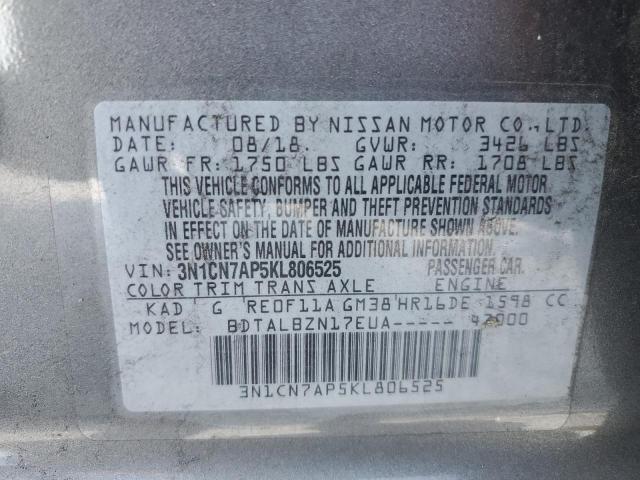 MANUFACTURED BY NISSAN MOTOR CO., LTD.
DATE: 08/18. GVWR: 3426 LBS
GAWR FR: 1750 LBS GAWR RR: 1708 LBS
THIS VEHICLE CONFORMS TO ALL APPLICABLE FEDERAL MOTOR
VEHICLE SAFETY, BUMPER AND THEFT PREVENTION STANDARDS
IN EFFECT ON THE DATE OF MANUFACTURE SHOWN ABOVE.
SEE OWNER'S MANUAL FOR ADDITIONAL INFORMATION.
VIN: 3N1CN7AP5KL806525 PASSENGER CAR.
COLOR TRIM TRANS AXLE ENGINE
KAD G RE0F11A GM38 HR16DE 1598 CC
MODEL: BDTALBZN17EUA----- 42000
3N1CN7AP5KL806525